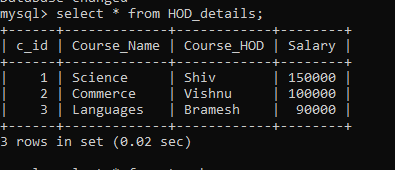 Database changed
mysql> select * from HOD_details;
+------+-------------+------------+--------+
| c_id | Course_Name | Course_HOD | Salary |
+------+-------------+------------+--------+
|    1 | Science     | Shiv       | 150000 |
|    2 | Commerce    | Vishnu     | 100000 |
|    3 | Languages   | Bramesh    |  90000 |
+------+-------------+------------+--------+
3 rows in set (0.02 sec)